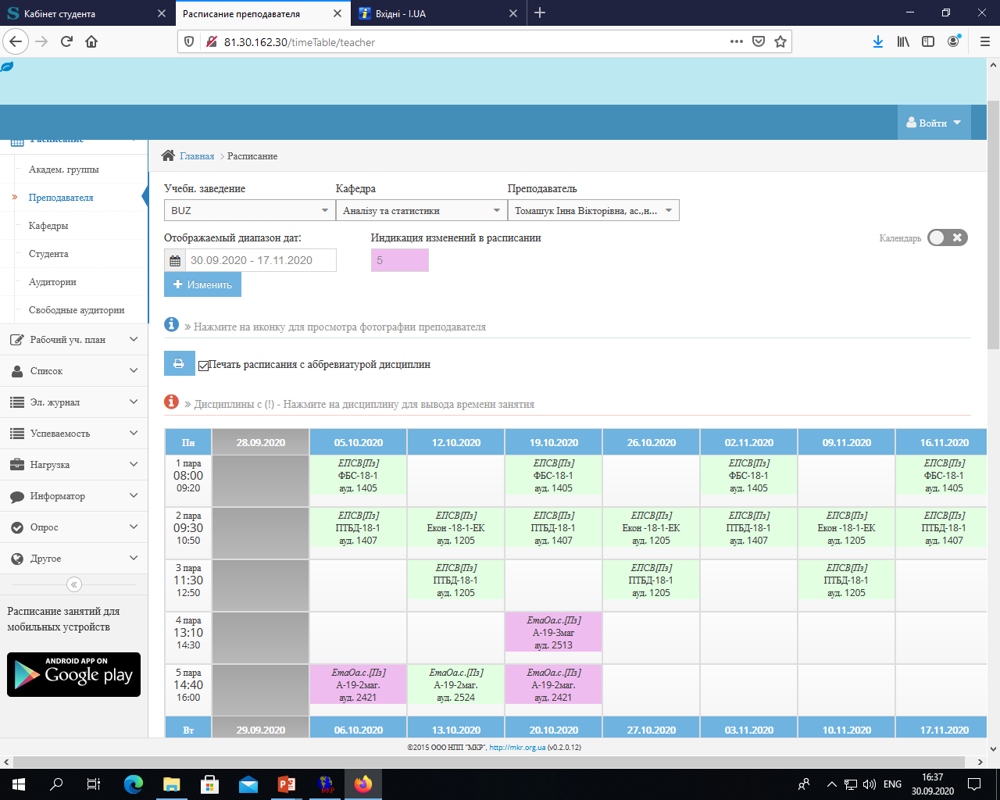 Кабінет студента
Расписание преподавателя
Вхідні - I.UA
81.30.162.30/timeTable/teacher
Войти
Расписание
Академ. группы
Преподавателя
Кафедры
Студента
Аудитории
Свободные аудитории
Рабочий уч. план
Список
Эл. журнал
Успеваемость
Нагрузка
Информатор
Опрос
Другое
Расписание занятий для
мобильных устройств
ANDROID APP ON
Google play
Главная
Расписание
Учебн. заведение
Кафедра
Преподаватель
BUZ
Аналізу та статистики
Томашук Інна Вікторівна, ас.,н...
Отображаемый диапазон дат:
Индикация изменений в расписании
Календарь
30.09.2020 - 17.11.2020
5
Изменить
» Нажмите на иконку для просмотра фотографии преподавателя
Печать расписания с аббревиатурой дисциплин
» Дисциплины с (!) - Нажмите на дисциплину для вывода времени занятия
Пн 28.09.2020 05.10.2020 12.10.2020 19.10.2020 26.10.2020 02.11.2020 09.11.2020 16.11.2020
1 пара ЕПСВ[Пз] ЕПСВ[Пз] ЕПСВ[Пз] ЕПСВ[Пз]
08:00 ФБС-18-1 ФБС-18-1 ФБС-18-1 ФБС-18-1
09:20 ауд. 1405 ауд. 1405 ауд. 1405 ауд. 1405
2 пара ЕПСВ[Пз] ЕПСВ[Пз] ЕПСВ[Пз] ЕПСВ[Пз] ЕПСВ[Пз] ЕПСВ[Пз] ЕПСВ[Пз]
09:30 ПТБД-18-1 Екон -18-1-ЕК ПТБД-18-1 Екон -18-1-ЕК ПТБД-18-1 Екон -18-1-ЕК ПТБД-18-1
10:50 ауд. 1407 ауд. 1205 ауд. 1407 ауд. 1205 ауд. 1407 ауд. 1205 ауд. 1407
3 пара ЕПСВ[Пз] ЕПСВ[Пз] ЕПСВ[Пз]
11:30 ПТБД-18-1 ПТБД-18-1 ПТБД-18-1
12:50 ауд. 1205 ауд. 1205 ауд. 1205
4 пара ЕтаОа.с.[Пз]
13:10 А-19-3маг
14:30 ауд. 2513
5 пара ЕтаОа.с.[Пз] ЕтаОа.с.[Пз] ЕтаОа.с.[Пз]
14:40 А-19-2маг. А-19-2маг. А-19-2маг.
16:00 ауд. 2421 ауд. 2524 ауд. 2421
Вт 29.09.2020 06.10.2020 13.10.2020 20.10.2020 27.10.2020 03.11.2020 10.11.2020 17.11.2020
©2015 ООО НПП "МКР", http://mkr.org.ua (v0.2.0.12)
МКР
ENG
16:37
30.09.2020